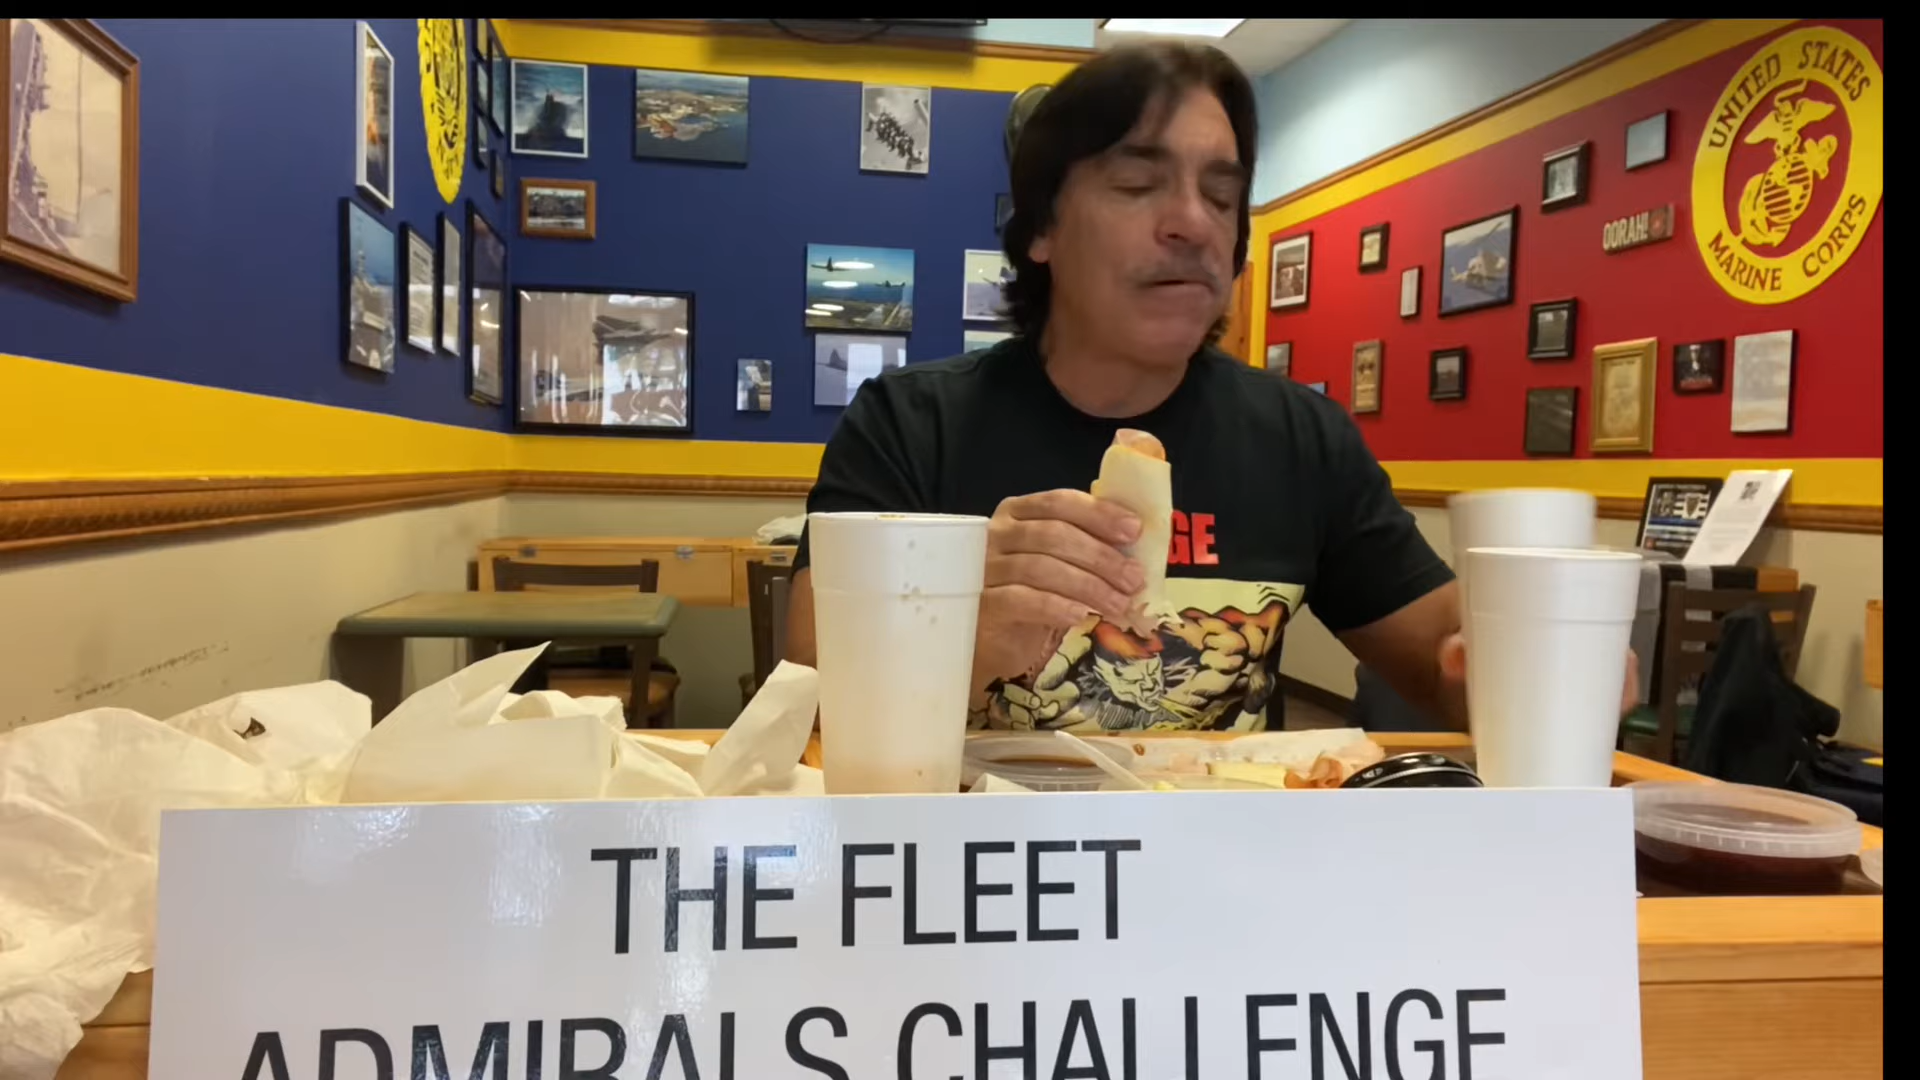 UNITED STATES
OORAH!
MARINE CORPS
GE
THE FLEET
ADMIRALS CHALLENGE